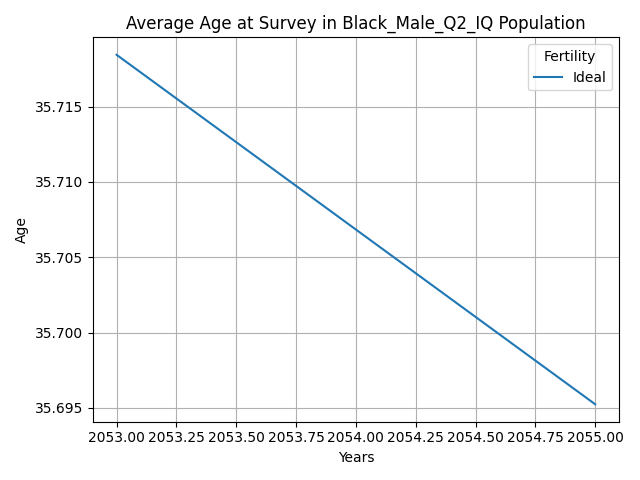 Average Age at Survey in Black_Male_Q2_IQ Population
Fertility
Ideal
Age
35.715
35.710
35.705
35.700
35.695
2053.00 2053.25 2053.50 2053.75 2054.00 2054.25 2054.50 2054.75 2055.00
Years